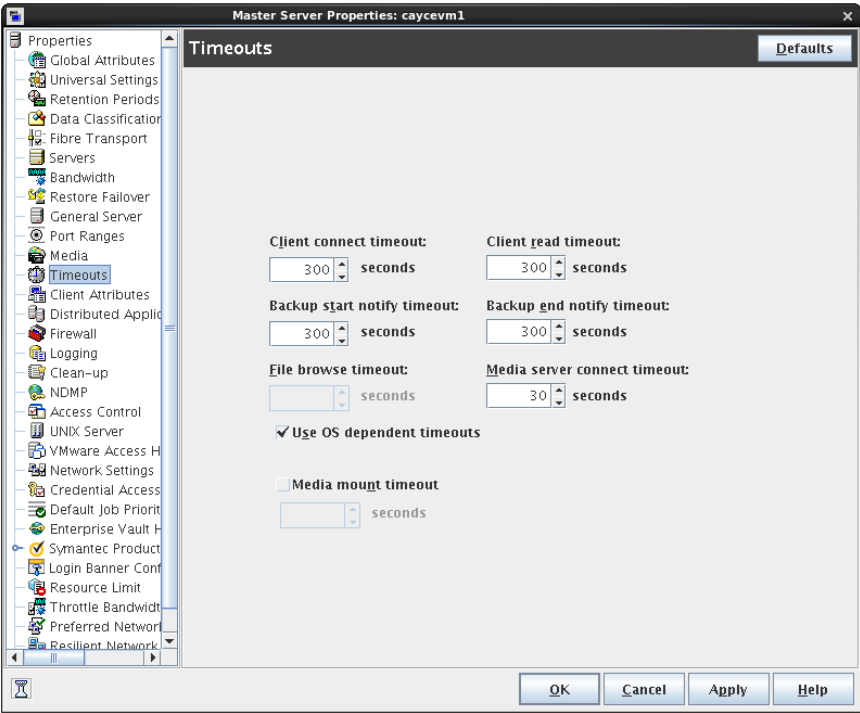 Master Server Properties: caycevm1
Properties
Global Attributes
Universal Settings
Retention Periods
Data Classification
Fibre Transport
Servers
Bandwidth
Restore Failover
General Server
Port Ranges
Media
Timeouts
Client Attributes
Distributed Applic
Firewall
Logging
Clean-up
NDMP
Access Control
UNIX Server
VMware Access H
Network Settings
Credential Access
Default Job Priorit
Enterprise Vault H
Symantec Product
Login Banner Conf
Resource Limit
Throttle Bandwidt
Preferred Network
Resilient Network
Timeouts
Defaults
Client connect timeout: Client read timeout:
300 seconds 300 seconds
Backup start notify timeout: Backup end notify timeout:
300 seconds 300 seconds
File browse timeout: Media server connect timeout:
seconds 30 seconds
Use OS dependent timeouts
Media mount timeout
seconds
OK Cancel Apply Help